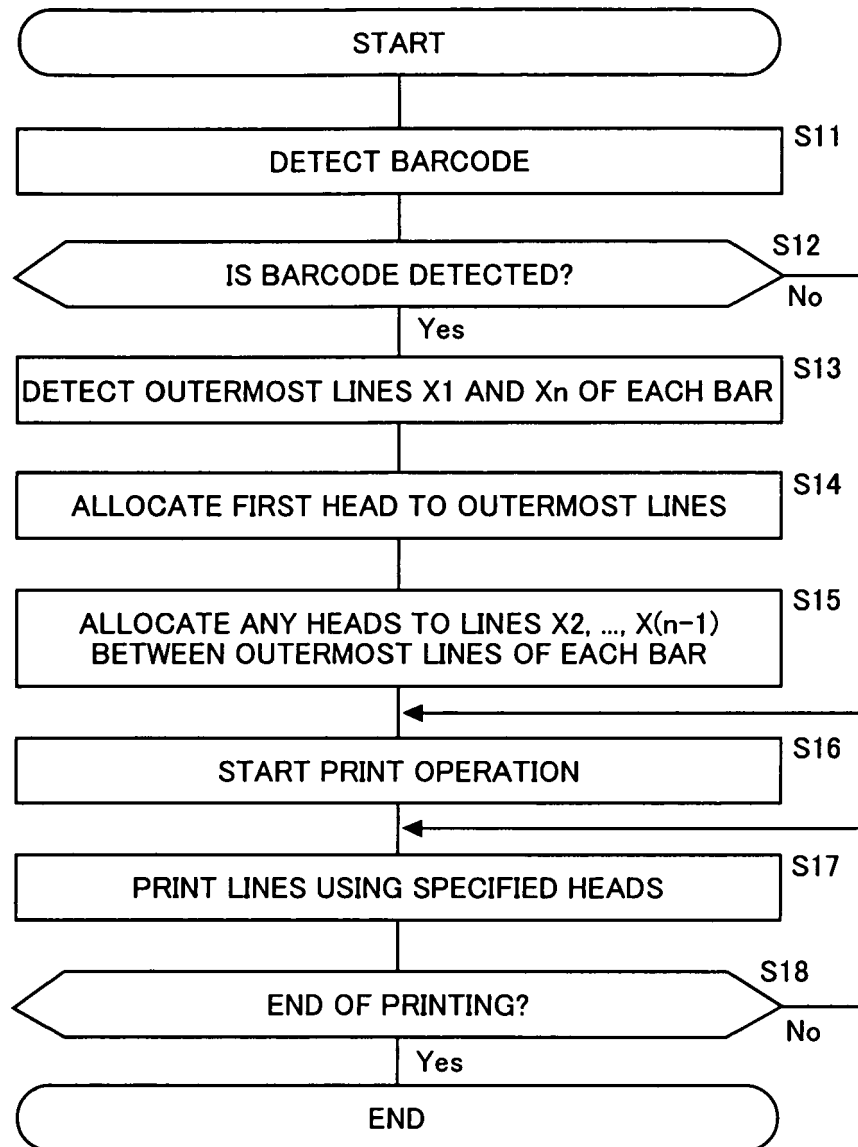 START
S11
DETECT BARCODE
S12
IS BARCODE DETECTED?
No
Yes
S13
DETECT OUTERMOST LINES X1 AND Xn OF EACH BAR
S14
ALLOCATE FIRST HEAD TO OUTERMOST LINES
S15
ALLOCATE ANY HEADS TO LINES X2, ..., X(n-1)
BETWEEN OUTERMOST LINES OF EACH BAR
S16
START PRINT OPERATION
S17
PRINT LINES USING SPECIFIED HEADS
S18
END OF PRINTING?
No
Yes
END